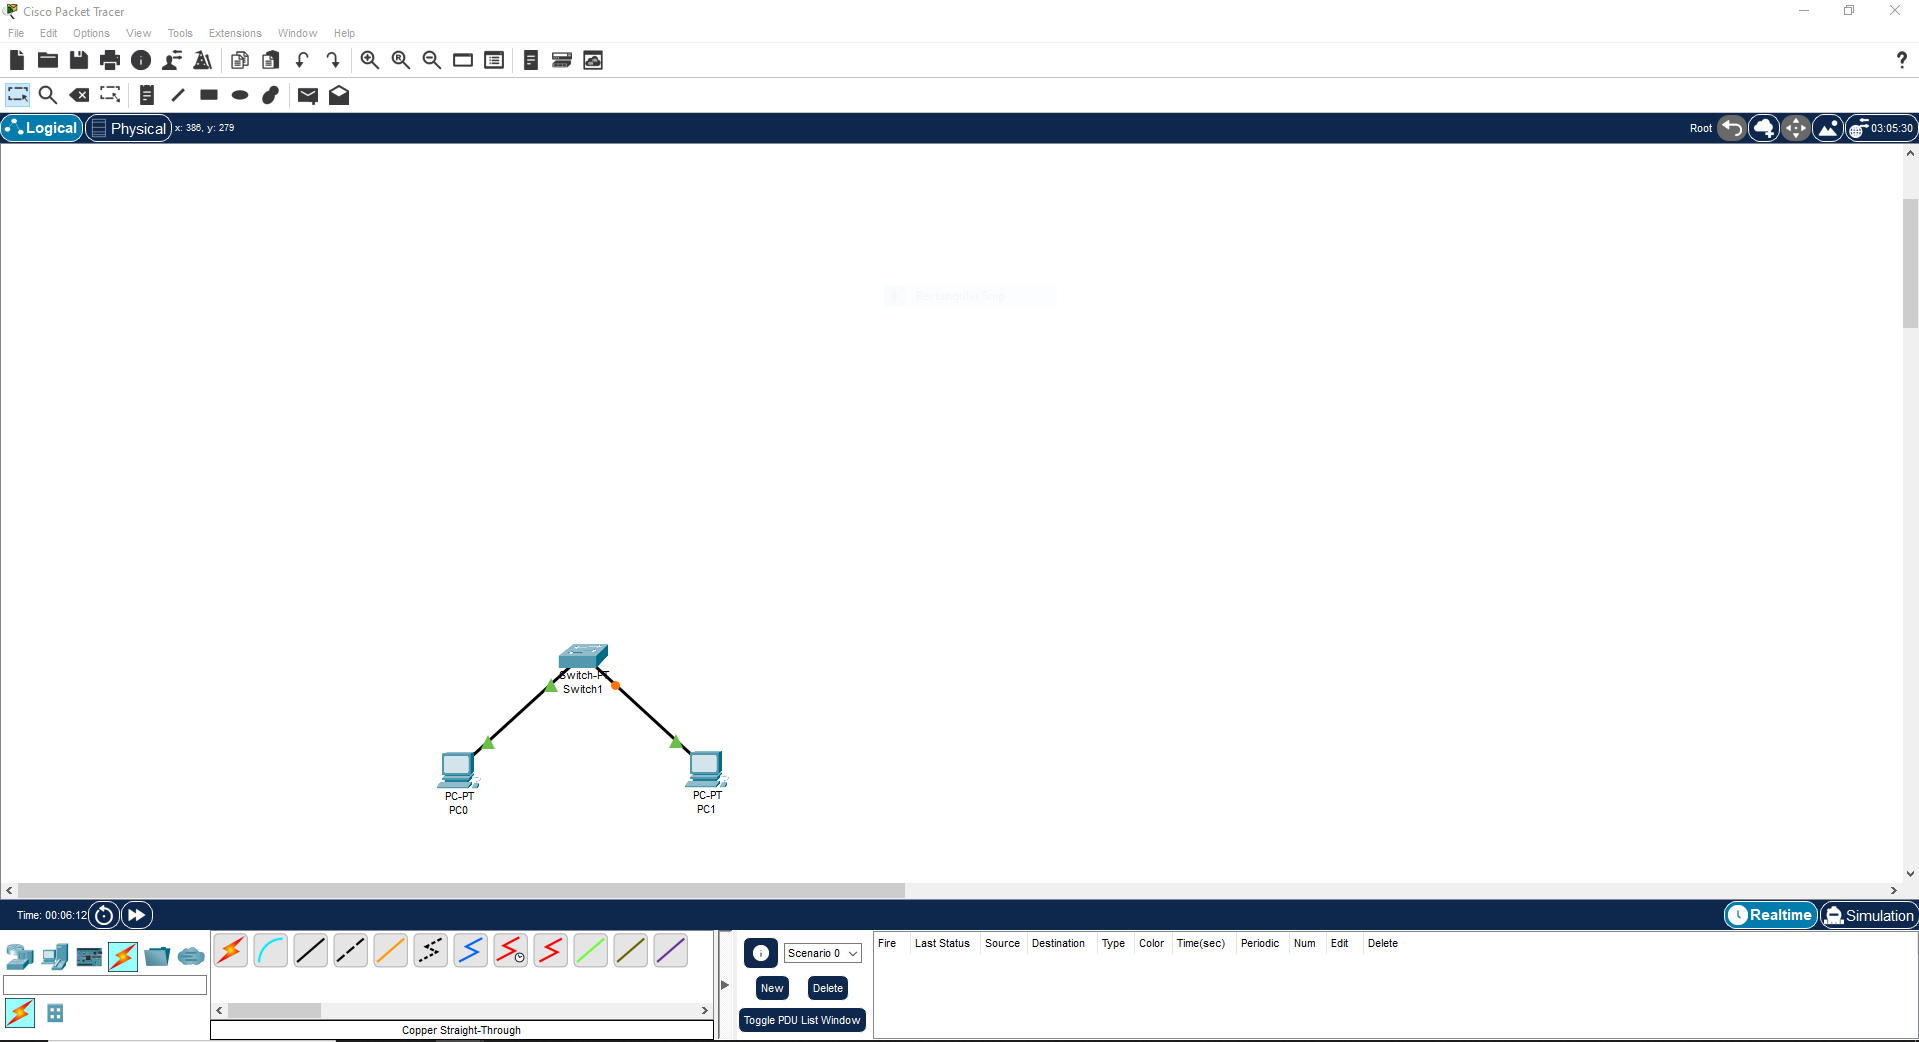 Cisco Packet Tracer
File Edit Options View Tools Extensions Window Help
Logical Physical x: 386, y: 279 Root 03:05:30
Rectangular Snip
Switch-PT
Switch1
PC-PT
PC0
PC-PT
PC1
Time: 00:06:12 Realtime Simulation
Scenario 0
New Delete
Toggle PDU List Window
Fire Last Status Source Destination Type Color Time(sec) Periodic Num Edit Delete
Copper Straight-Through